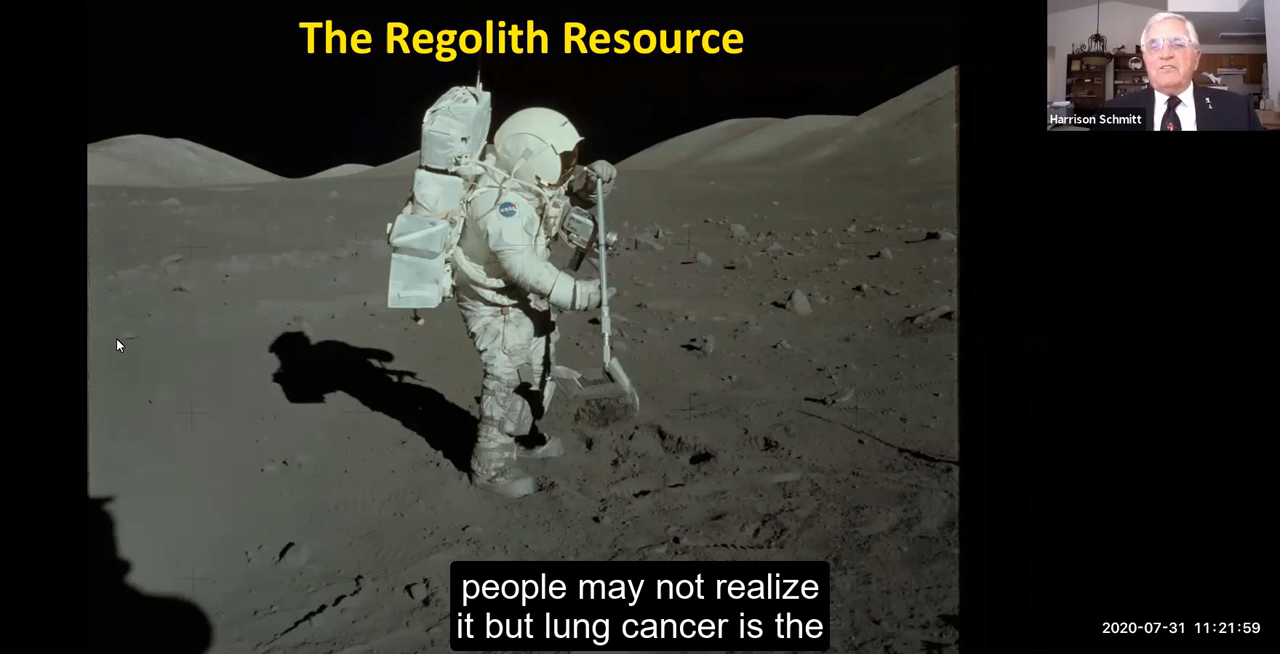 The Regolith Resource
Harrison Schmitt
NASA
people may not realize
it but lung cancer is the
2020-07-31 11:21:59